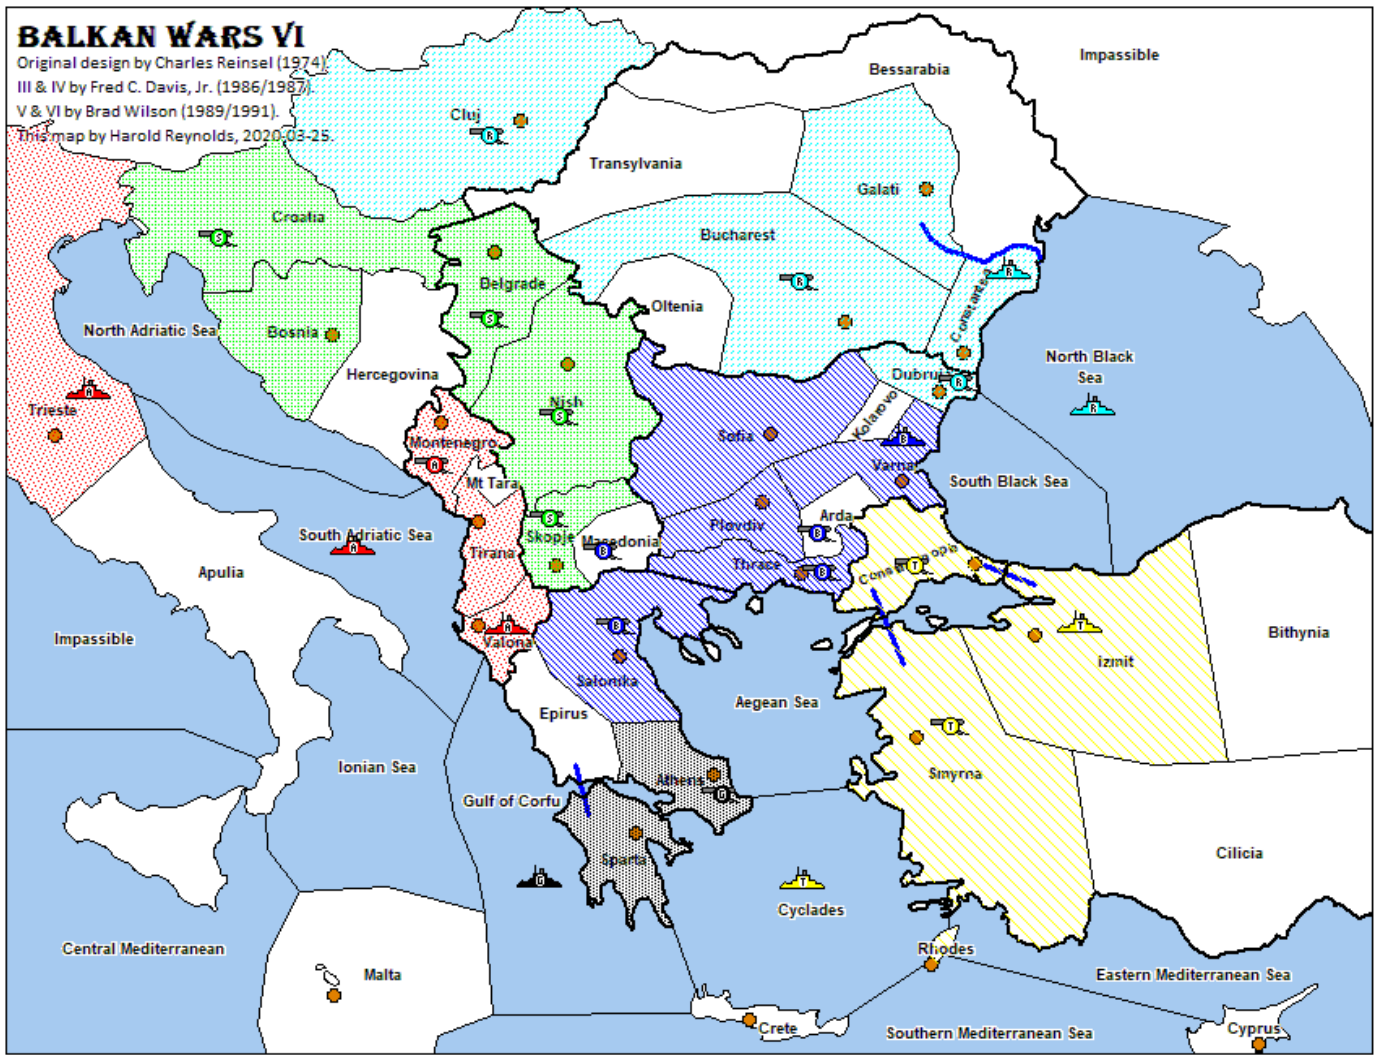 BALKAN WARS VI
Original design by Charles Reinsel (1974)
III & IV by Fred C. Davis, Jr. (1986/1987).
V & VI by Brad Wilson (1989/1991).
This map by Harold Reynolds, 2020-03-25.
Impassible
Bessarabia
Cluj
R
Transylvania
Galati
Croatia
S
Bucharest
R
Belgrade
S
Constantsa
R
Oltenia
North Adriatic Sea
Bosnia
Hercegovina
North Black
Sea
R
Dubruja
R
Trieste
A
Nish
S
Kolarovo
Sofia
B
Varna
Montenegro
A
Mt Tara
South Black Sea
South Adriatic Sea
A
Skopje
S
Macedonia
B
Plovdiv
Arda
B
Tirana
Thrace
B
Constantinople
T
Apulia
Impassible
Valona
A
B
Salonika
T
Izmit
Bithynia
Epirus
Aegean Sea
T
Smyrna
Ionian Sea
Athens
G
Gulf of Corfu
G
Sparta
Cilicia
T
Cyclades
Central Mediterranean
Malta
Rhodes
Eastern Mediterranean Sea
Crete
Southern Mediterranean Sea
Cyprus